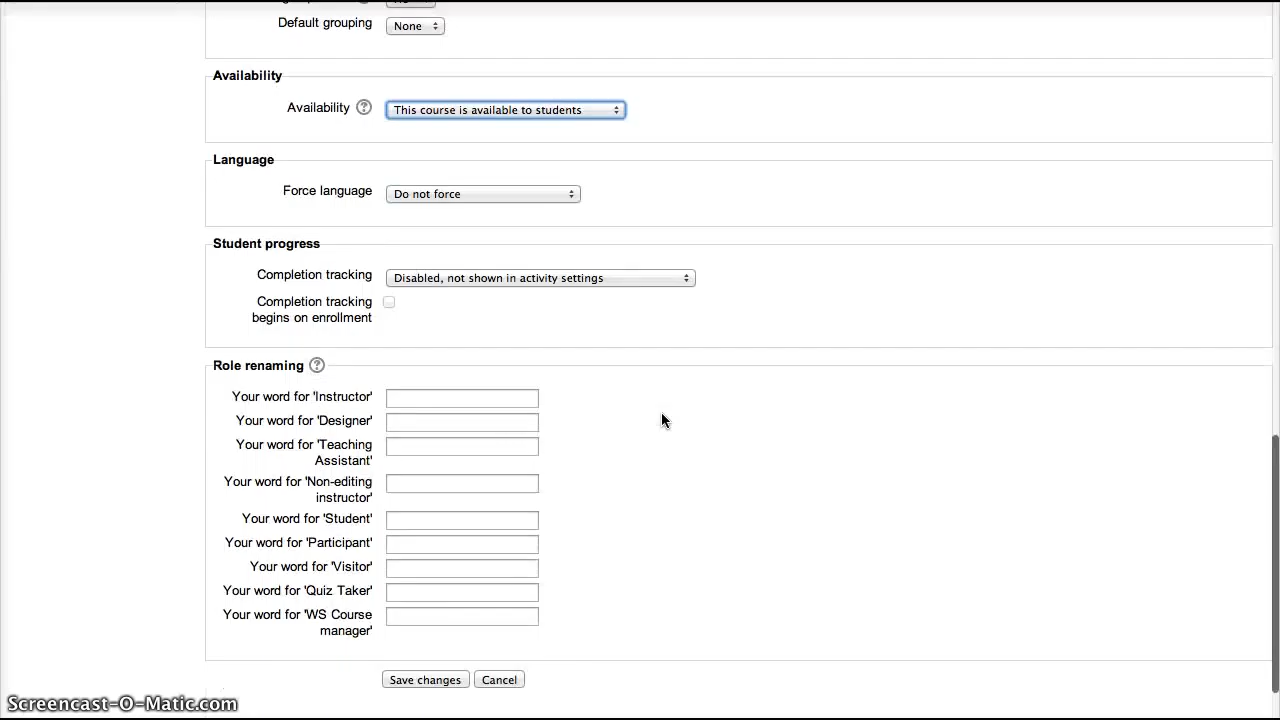 Default grouping
None
Availability
Availability
This course is available to students
Language
Force language
Do not force
Student progress
Completion tracking
Disabled, not shown in activity settings
Completion tracking
begins on enrollment
Role renaming
Your word for 'Instructor'
Your word for 'Designer'
Your word for 'Teaching
Assistant'
Your word for 'Non-editing
instructor'
Your word for 'Student'
Your word for 'Participant'
Your word for 'Visitor'
Your word for 'Quiz Taker'
Your word for 'WS Course
manager'
Save changes
Cancel
Screencast-O-Matic.com